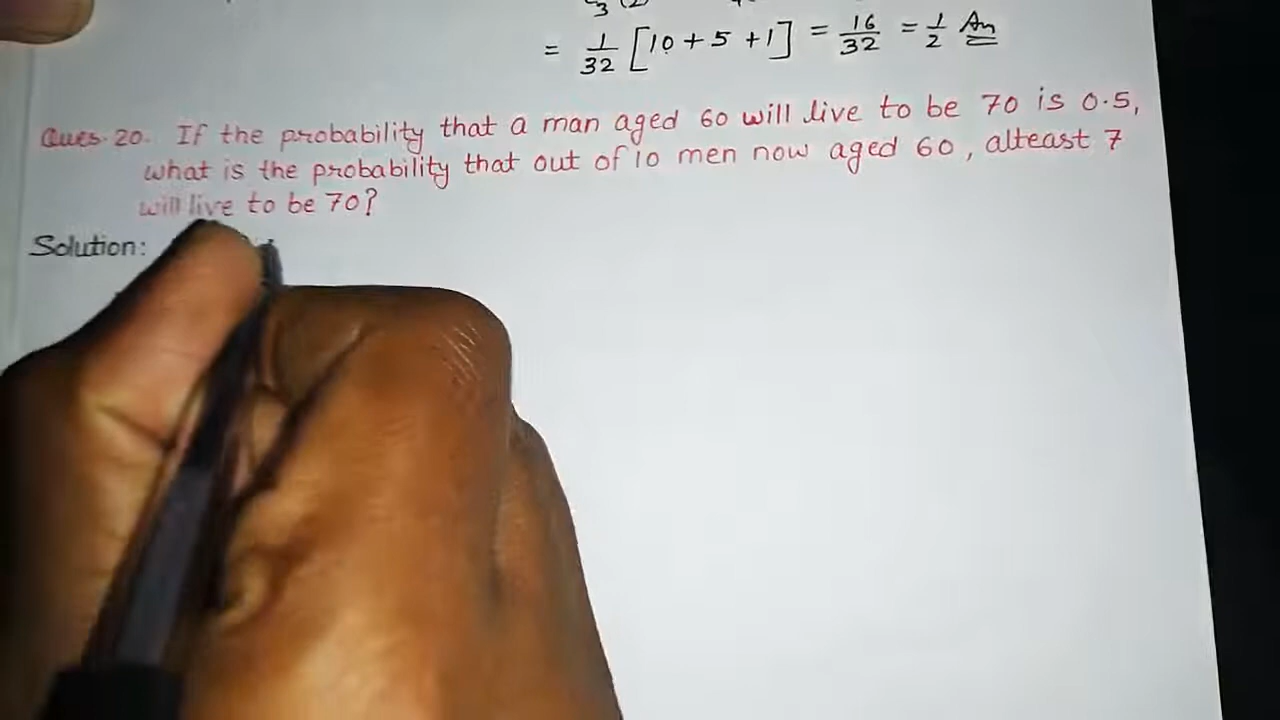 = 1/32 [10 + 5 + 1] = 16/32 = 1/2 An
Ques. 20. If the probability that a man aged 60 will live to be 70 is 0.5,
what is the probability that out of 10 men now aged 60, alteast 7
will live to be 70?
Solution: